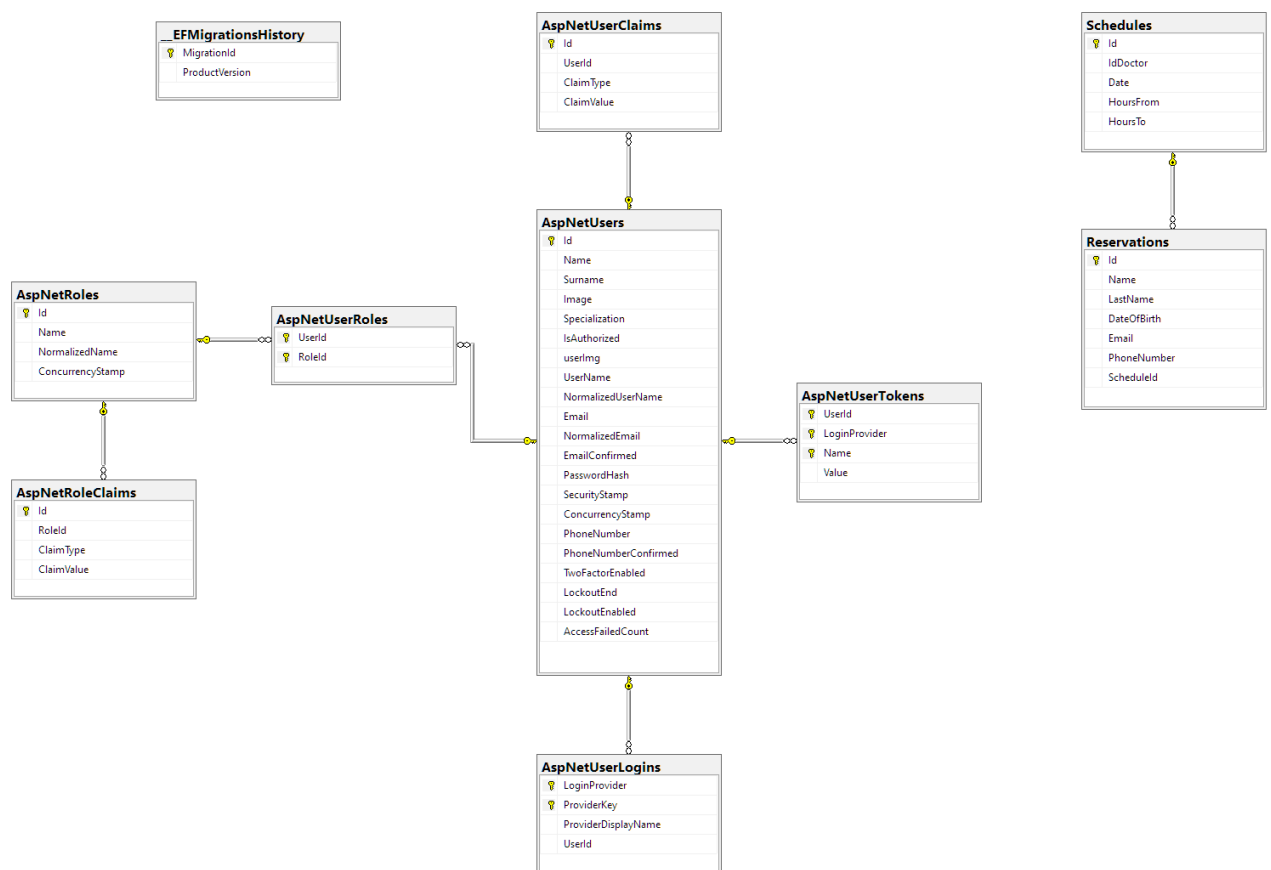 __EFMigrationsHistory
MigrationId
ProductVersion
AspNetUserClaims
Id
UserId
ClaimType
ClaimValue
Schedules
Id
IdDoctor
Date
HoursFrom
HoursTo
AspNetUsers
Id
Name
Surname
Image
Specialization
IsAuthorized
userImg
UserName
NormalizedUserName
Email
NormalizedEmail
EmailConfirmed
PasswordHash
SecurityStamp
ConcurrencyStamp
PhoneNumber
PhoneNumberConfirmed
TwoFactorEnabled
LockoutEnd
LockoutEnabled
AccessFailedCount
Reservations
Id
Name
LastName
DateOfBirth
Email
PhoneNumber
ScheduleId
AspNetRoles
Id
Name
NormalizedName
ConcurrencyStamp
AspNetUserRoles
UserId
RoleId
AspNetUserTokens
UserId
LoginProvider
Name
Value
AspNetRoleClaims
Id
RoleId
ClaimType
ClaimValue
AspNetUserLogins
LoginProvider
ProviderKey
ProviderDisplayName
UserId